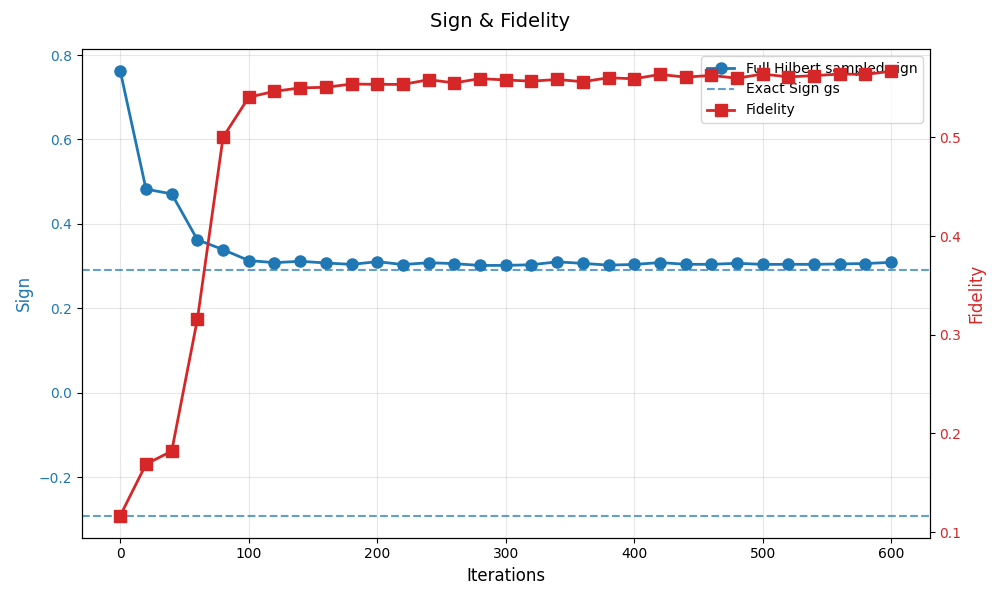 Sign & Fidelity
0.8
0.6
0.4
0.2
0.0
−0.2
Sign
Full Hilbert sampled sign
Exact Sign gs
Fidelity
0.5
0.4
0.3
0.2
0.1
Fidelity
0
100
200
300
400
500
600
Iterations